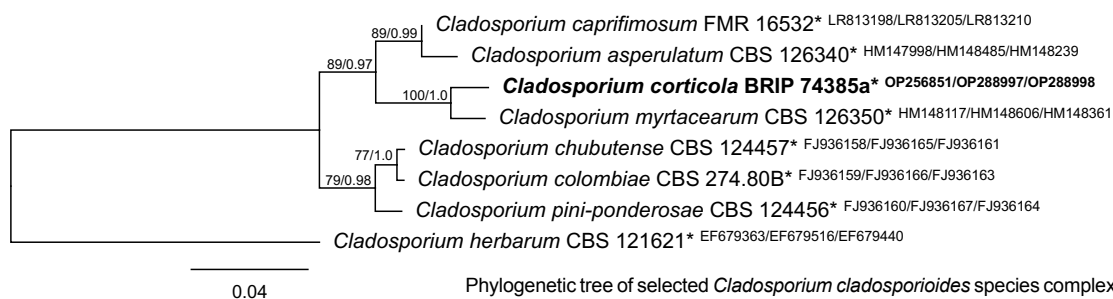 Cladosporium caprifimosum FMR 16532* LR813198/LR813205/LR813210
89/0.99
Cladosporium asperulatum CBS 126340* HM147998/HM148485/HM148239
89/0.97
Cladosporium corticola BRIP 74385a* OP256851/OP288997/OP288998
100/1.0
Cladosporium myrtacearum CBS 126350* HM148117/HM148606/HM148361
Cladosporium chubutense CBS 124457* FJ936158/FJ936165/FJ936161
77/1.0
Cladosporium colombiae CBS 274.80B* FJ936159/FJ936166/FJ936163
79/0.98
Cladosporium pini-ponderosae CBS 124456* FJ936160/FJ936167/FJ936164
Cladosporium herbarum CBS 121621* EF679363/EF679516/EF679440
0.04
Phylogenetic tree of selected Cladosporium cladosporioides species complex